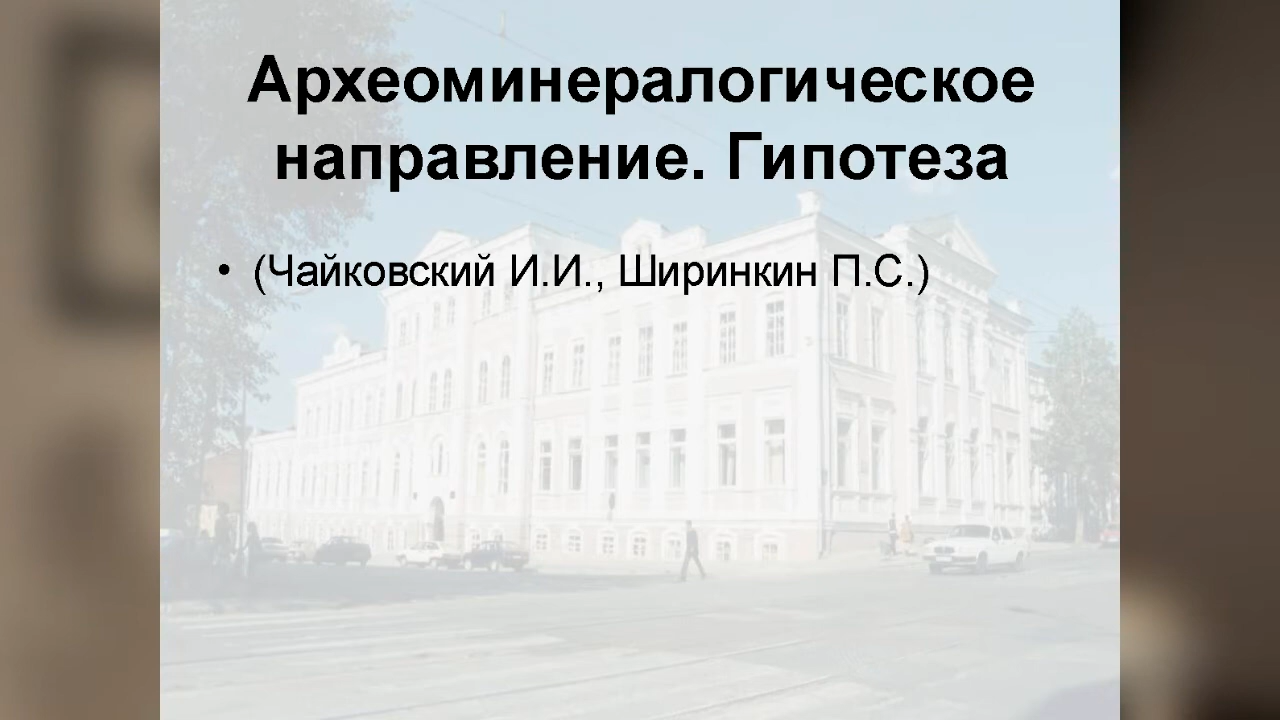 Археоминералогическое
направление. Гипотеза
• (Чайковский И.И., Ширинкин П.С.)